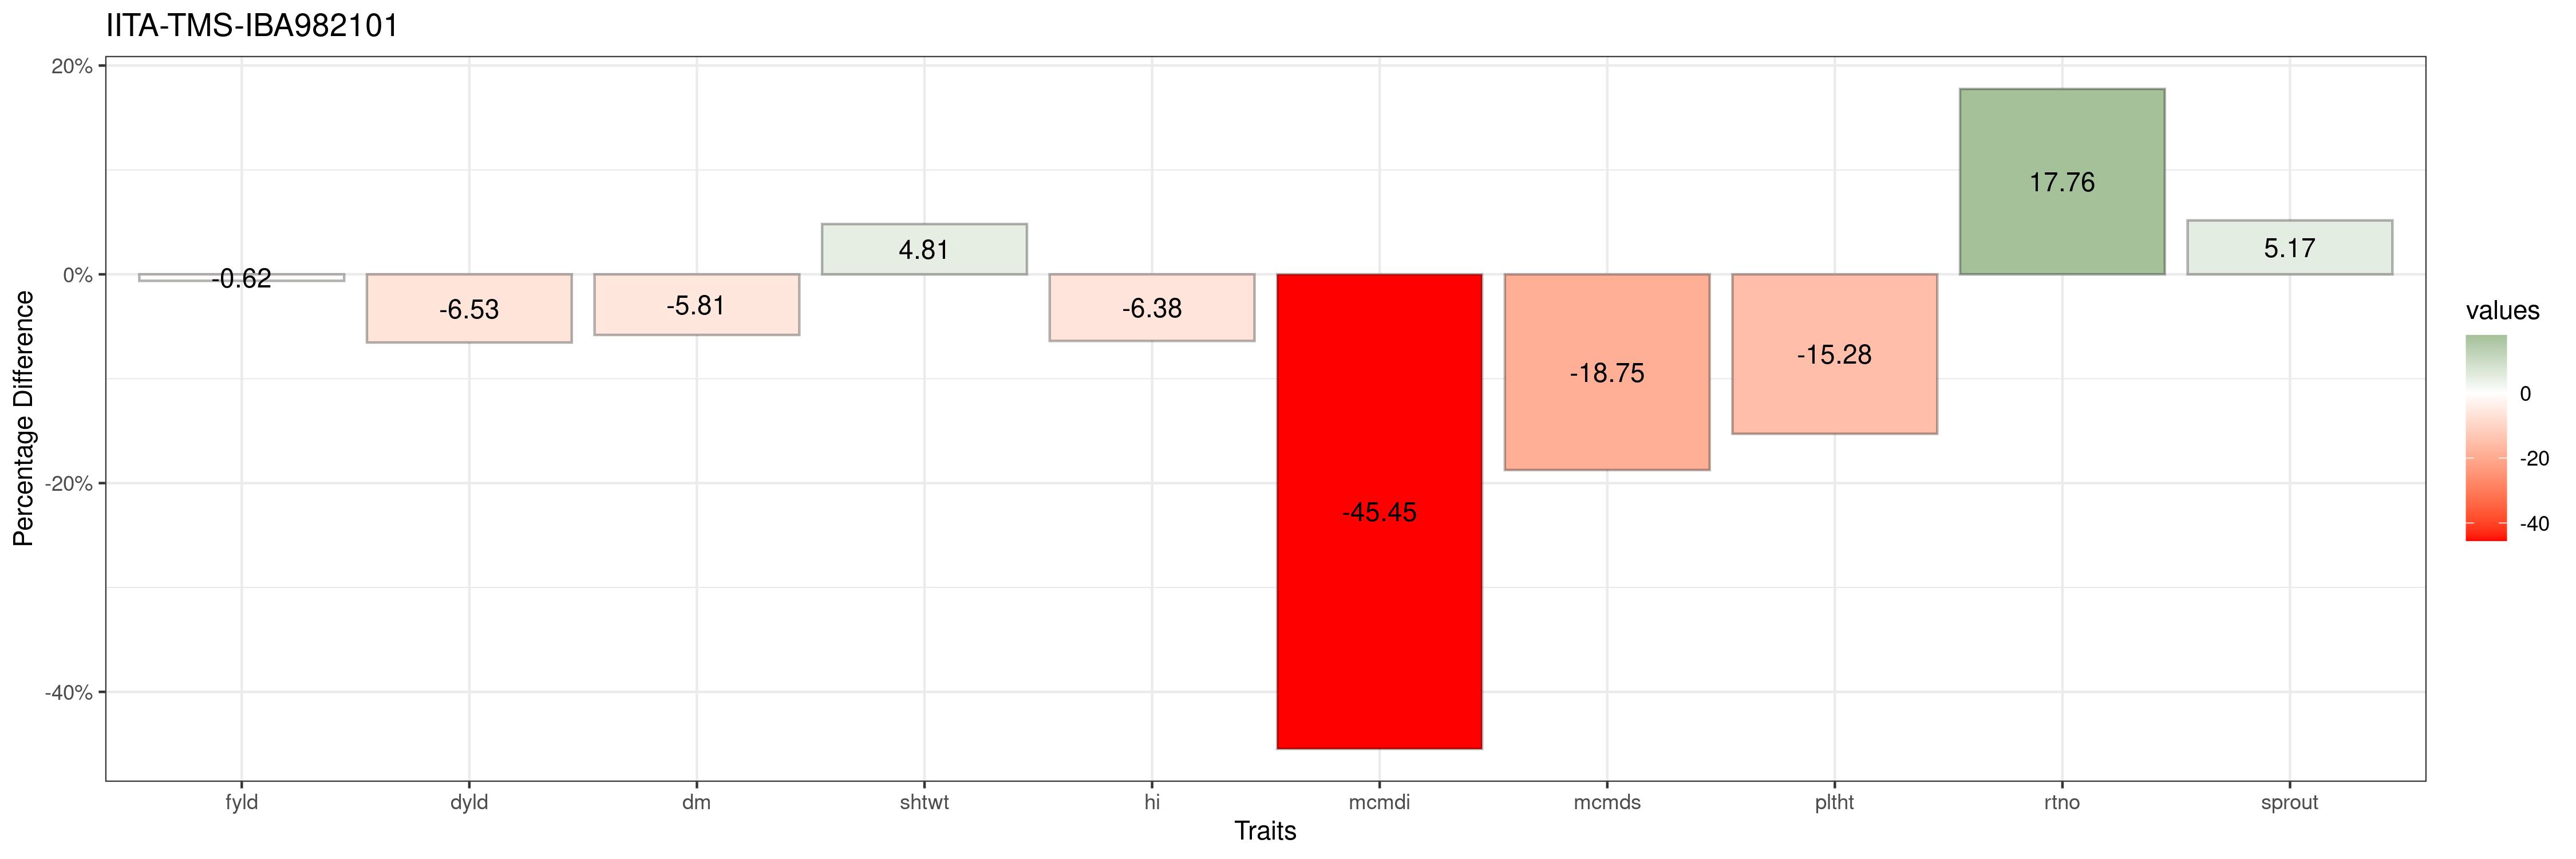 IITA-TMS-IBA982101
20%
0%
-20%
-40%
Percentage Difference
-0.62
-6.53
-5.81
4.81
-6.38
-45.45
-18.75
-15.28
17.76
5.17
fyld
dyld
dm
shtwt
hi
mcmdi
mcmds
pltht
rtno
sprout
Traits
values
0
-20
-40